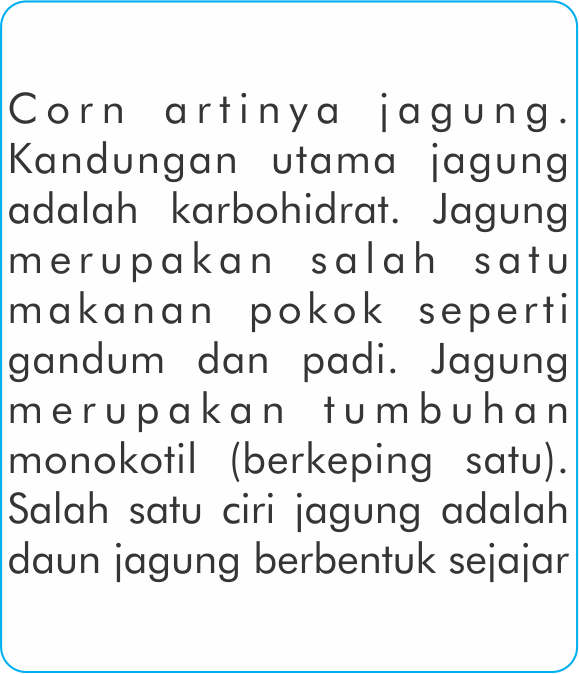 Corn artinya jagung.
Kandungan utama jagung
adalah karbohidrat. Jagung
merupakan salah satu
makanan pokok seperti
gandum dan padi. Jagung
merupakan tumbuhan
monokotil (berkeping satu).
Salah satu ciri jagung adalah
daun jagung berbentuk sejajar